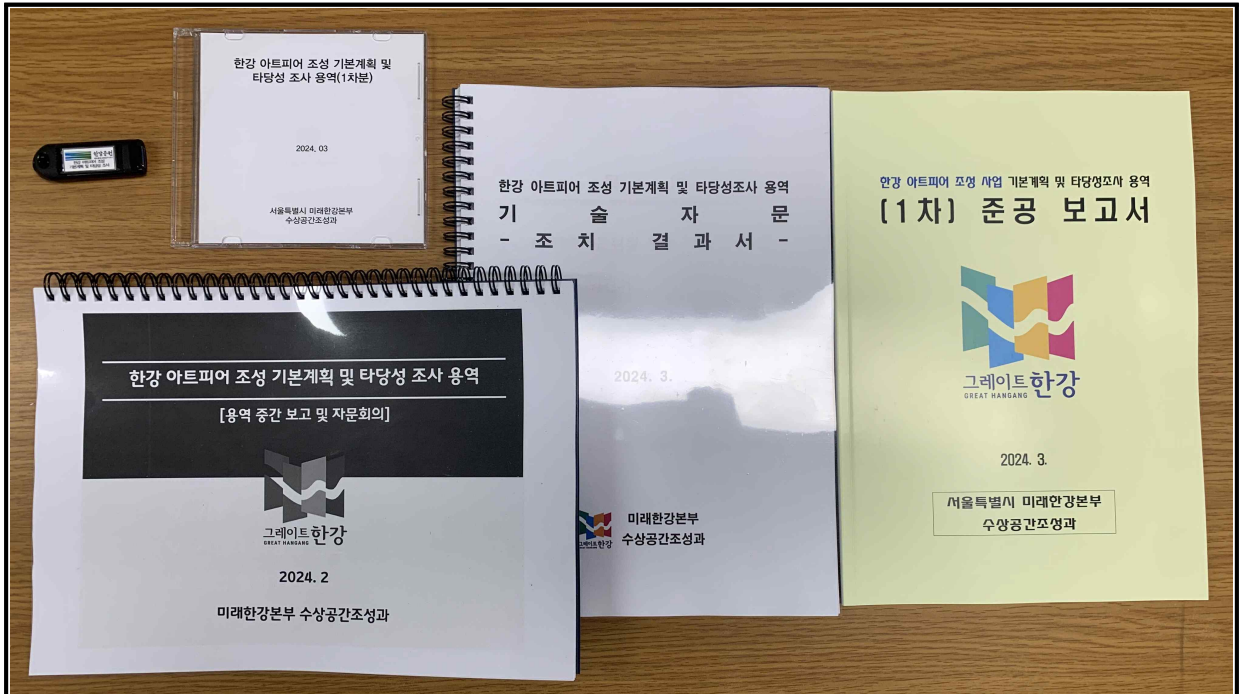 한강 아트피어 조성 기본계획 및
타당성 조사 용역(1차분)
2024. 03
서울특별시 미래한강본부
수상공간조성과
한강 아트피어 조성 기본계획 및 타당성조사 용역
기 술 자 문
- 조 치 결 과 서 -
2024. 3.
그레이트한강
미래한강본부
수상공간조성과
한강 아트피어 조성 사업 기본계획 및 타당성조사 용역
(1차) 준공 보고서
그레이트한강
GREAT HANGANG
2024. 3.
서울특별시 미래한강본부
수상공간조성과
한강 아트피어 조성 기본계획 및 타당성 조사 용역
[용역 중간 보고 및 자문회의]
그레이트한강
GREAT HANGANG
2024. 2
미래한강본부 수상공간조성과